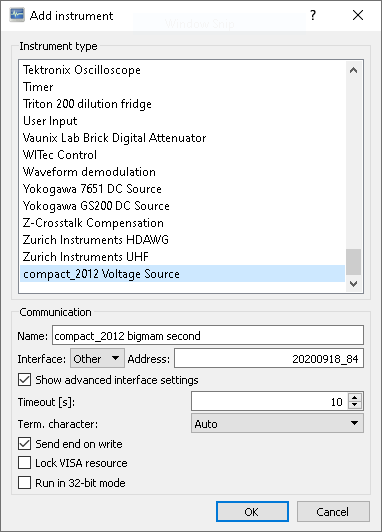 Add instrument
Instrument type
Tektronix Oscilloscope
Timer
Triton 200 dilution fridge
User Input
Vaunix Lab Brick Digital Attenuator
WITec Control
Waveform demodulation
Yokogawa 7651 DC Source
Yokogawa GS200 DC Source
Z-Crosstalk Compensation
Zurich Instruments HDAWG
Zurich Instruments UHF
compact_2012 Voltage Source
Communication
Name: compact_2012 bigmam second
Interface: Other Address: 20200918_84
Show advanced interface settings
Timeout [s]: 10
Term. character: Auto
Send end on write
Lock VISA resource
Run in 32-bit mode
OK Cancel